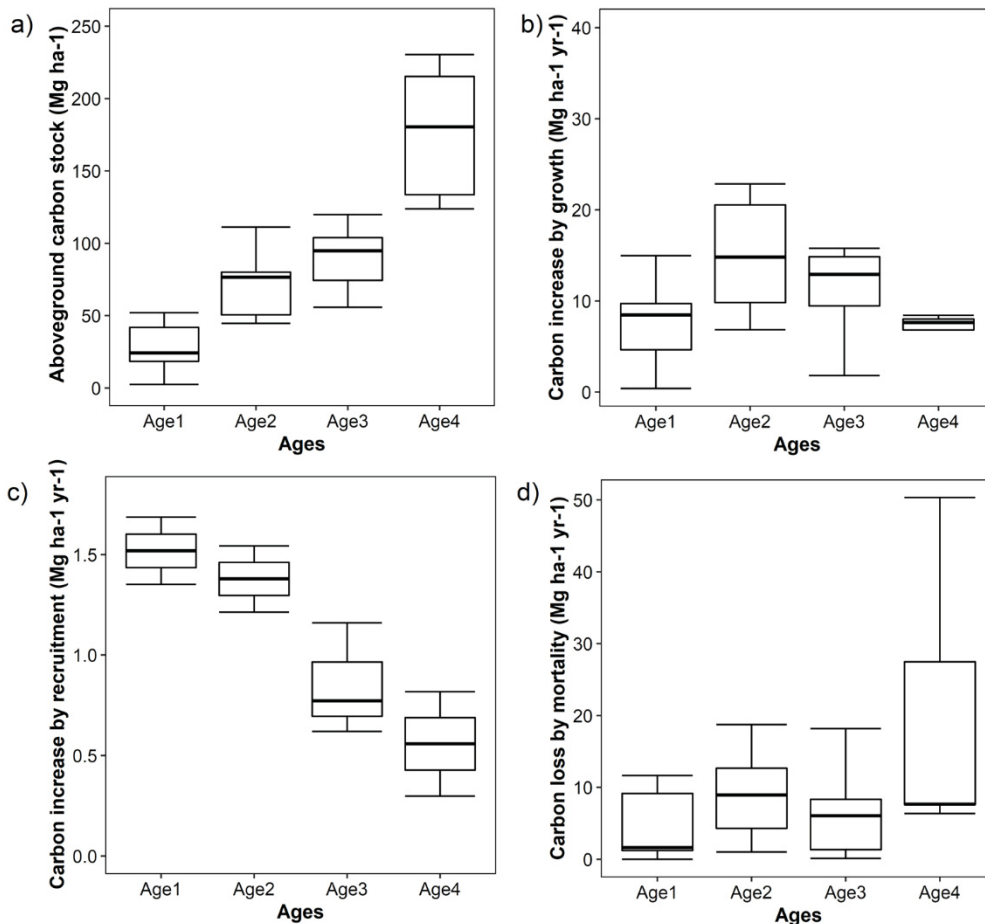 a)
Aboveground carbon stock (Mg ha-1)
250
200
150
100
50
0
Age1 Age2 Age3 Age4
Ages
b)
Carbon increase by growth (Mg ha-1 yr-1)
40
30
20
10
0
Age1 Age2 Age3 Age4
Ages
c)
Carbon increase by recruitment (Mg ha-1 yr-1)
1.5
1.0
0.5
0.0
Age1 Age2 Age3 Age4
Ages
d)
Carbon loss by mortality (Mg ha-1 yr-1)
50
40
30
20
10
0
Age1 Age2 Age3 Age4
Ages